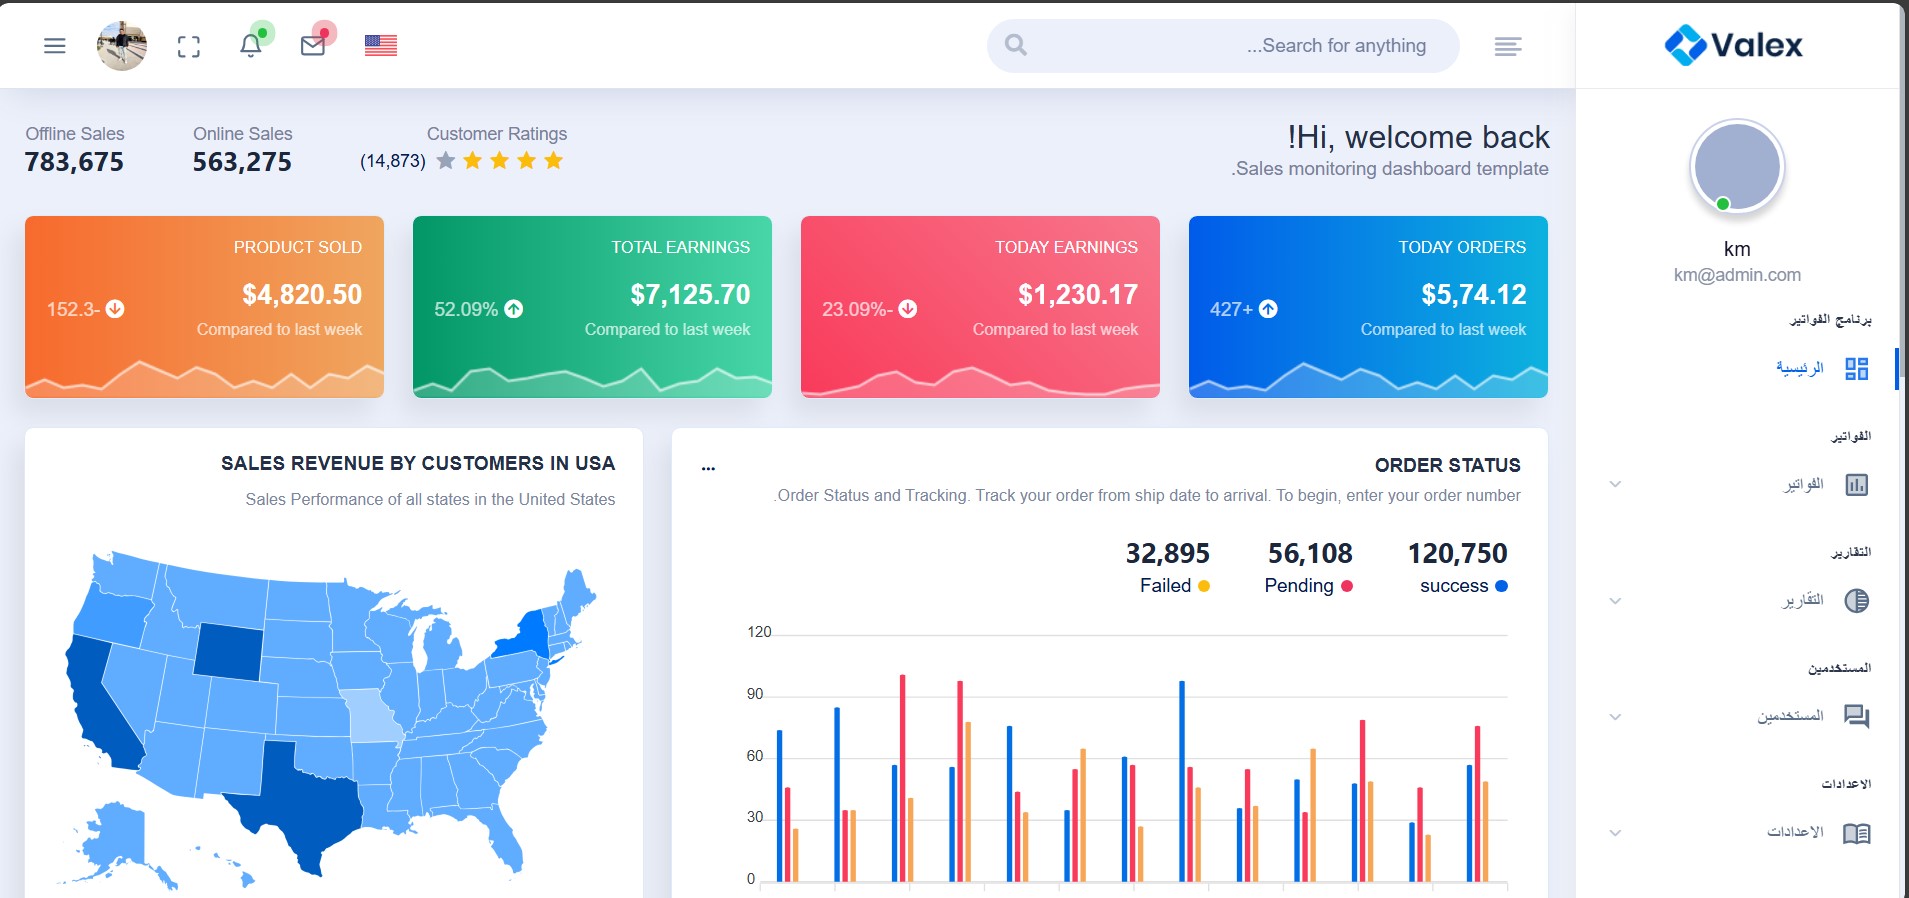 Valex
Search for anything...
km
km@admin.com
برنامج الفواتير
الرئيسية
الفواتير
الفواتير
التقارير
التقارير
المستخدمين
المستخدمين
الاعدادات
الاعدادات
!Hi, welcome back
.Sales monitoring dashboard template
Offline Sales
783,675
Online Sales
563,275
Customer Ratings
(14,873)
PRODUCT SOLD
$4,820.50
152.3-
Compared to last week
TOTAL EARNINGS
$7,125.70
52.09%
Compared to last week
TODAY EARNINGS
$1,230.17
23.09%-
Compared to last week
TODAY ORDERS
$5,74.12
427+
Compared to last week
SALES REVENUE BY CUSTOMERS IN USA
Sales Performance of all states in the United States
ORDER STATUS
...
.Order Status and Tracking. Track your order from ship date to arrival. To begin, enter your order number
32,895
Failed
56,108
Pending
120,750
success
120
90
60
30
0